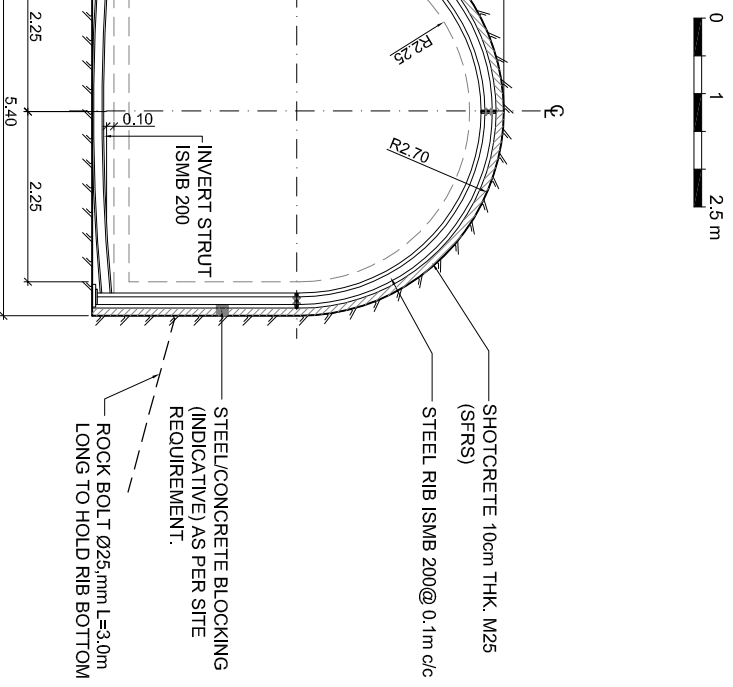 0
1
2.5 m
SHOTCRETE 10cm THK. M25
(SFRS)
STEEL RIB ISMB 200@ 0.1m c/c
STEEL/CONCRETE BLOCKING
(INDICATIVE) AS PER SITE
REQUIREMENT.
ROCK BOLT Ø25,mm L=3.0m
LONG TO HOLD RIB BOTTOM
INVERT STRUT
ISMB 200
R2.25
R2.70
℄
0.10
2.25
2.25
5.40